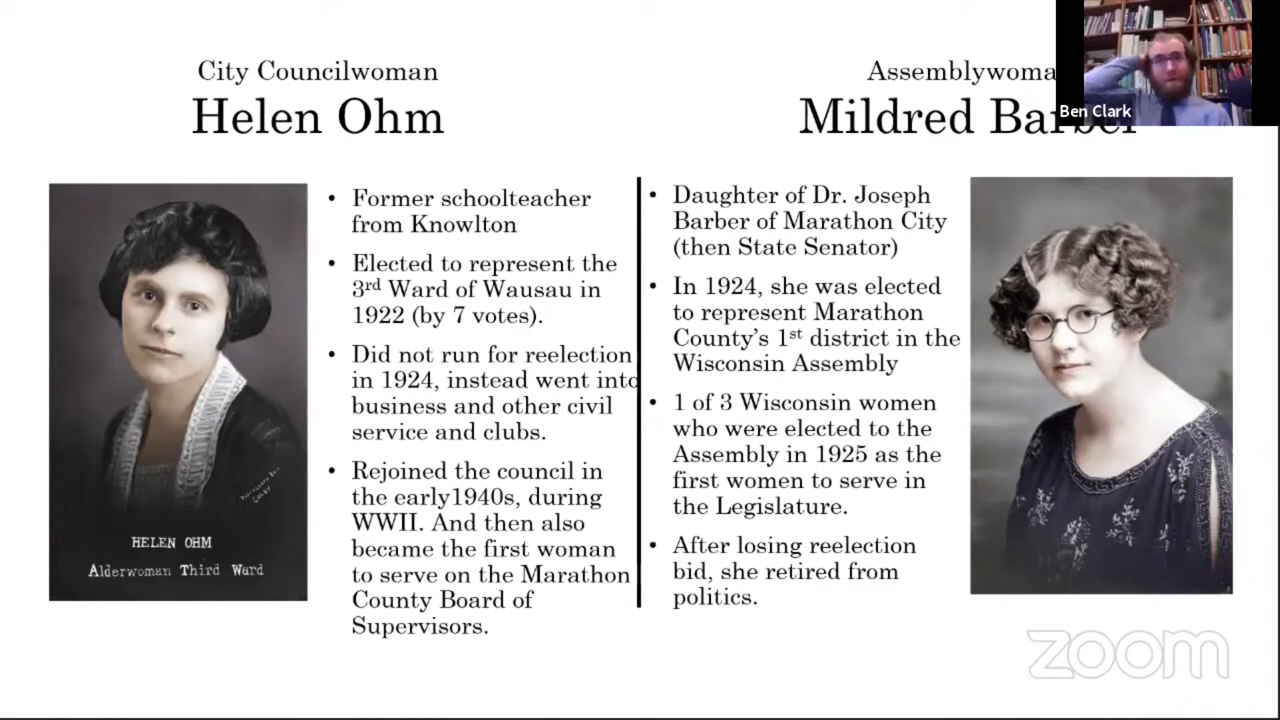 City Councilwoman
Helen Ohm
HELEN OHM
Alderwoman Third Ward
• Former schoolteacher
from Knowlton
• Elected to represent the
3rd Ward of Wausau in
1922 (by 7 votes).
• Did not run for reelection
in 1924, instead went into
business and other civil
service and clubs.
• Rejoined the council in
the early1940s, during
WWII. And then also
became the first woman
to serve on the Marathon
County Board of
Supervisors.
Assemblywoma
Mildred Barber
• Daughter of Dr. Joseph
Barber of Marathon City
(then State Senator)
• In 1924, she was elected
to represent Marathon
County's 1st district in the
Wisconsin Assembly
• 1 of 3 Wisconsin women
who were elected to the
Assembly in 1925 as the
first women to serve in
the Legislature.
• After losing reelection
bid, she retired from
politics.
Ben Clark
zoom